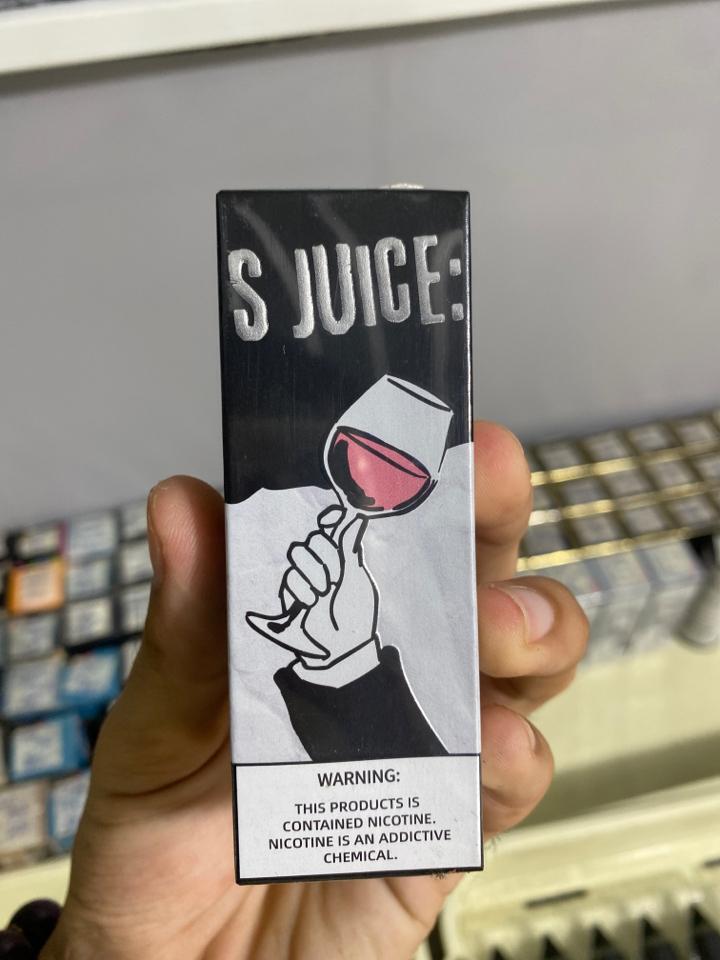 S JUICE:
WARNING:
THIS PRODUCTS IS
CONTAINED NICOTINE.
NICOTINE IS AN ADDICTIVE
CHEMICAL.